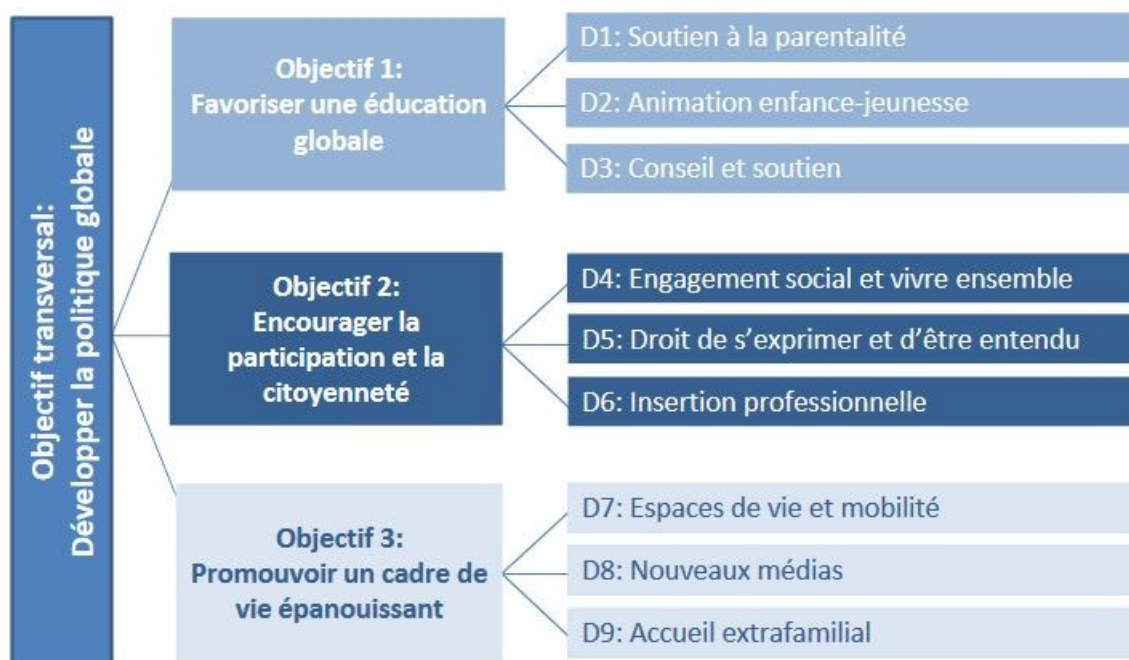 Objectif transversal:
Développer la politique globale
Objectif 1:
Favoriser une éducation
globale
D1: Soutien à la parentalité
D2: Animation enfance-jeunesse
D3: Conseil et soutien
Objectif 2:
Encourager la
participation et la
citoyenneté
D4: Engagement social et vivre ensemble
D5: Droit de s'exprimer et d'être entendu
D6: Insertion professionnelle
Objectif 3:
Promouvoir un cadre de
vie épanouissant
D7: Espaces de vie et mobilité
D8: Nouveaux médias
D9: Accueil extrafamilial